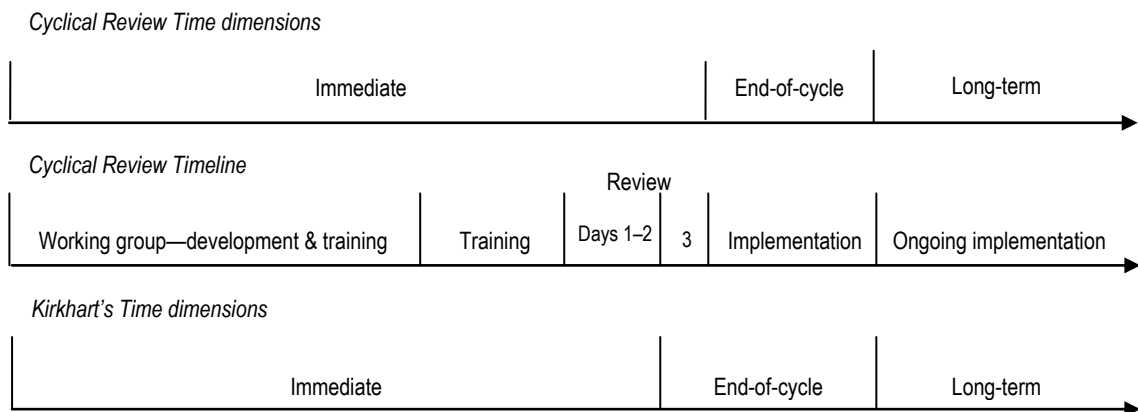 Cyclical Review Time dimensions
Immediate End-of-cycle Long-term
Cyclical Review Timeline
Review
Working group—development & training Training Days 1–2 3 Implementation Ongoing implementation
Kirkhart's Time dimensions
Immediate End-of-cycle Long-term